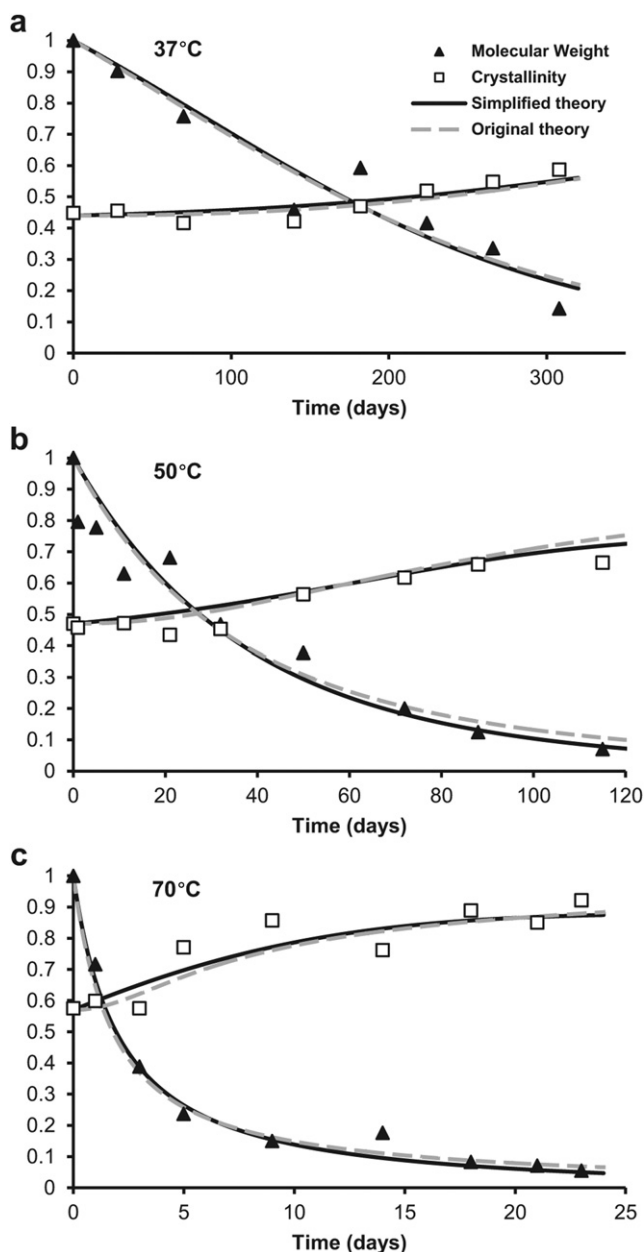 a
37°C
Molecular Weight
Crystallinity
Simplified theory
Original theory
1
0.9
0.8
0.7
0.6
0.5
0.4
0.3
0.2
0.1
0
0 100 200 300
Time (days)
b
50°C
1
0.9
0.8
0.7
0.6
0.5
0.4
0.3
0.2
0.1
0
0 20 40 60 80 100 120
Time (days)
c
70°C
1
0.9
0.8
0.7
0.6
0.5
0.4
0.3
0.2
0.1
0
0 5 10 15 20 25
Time (days)